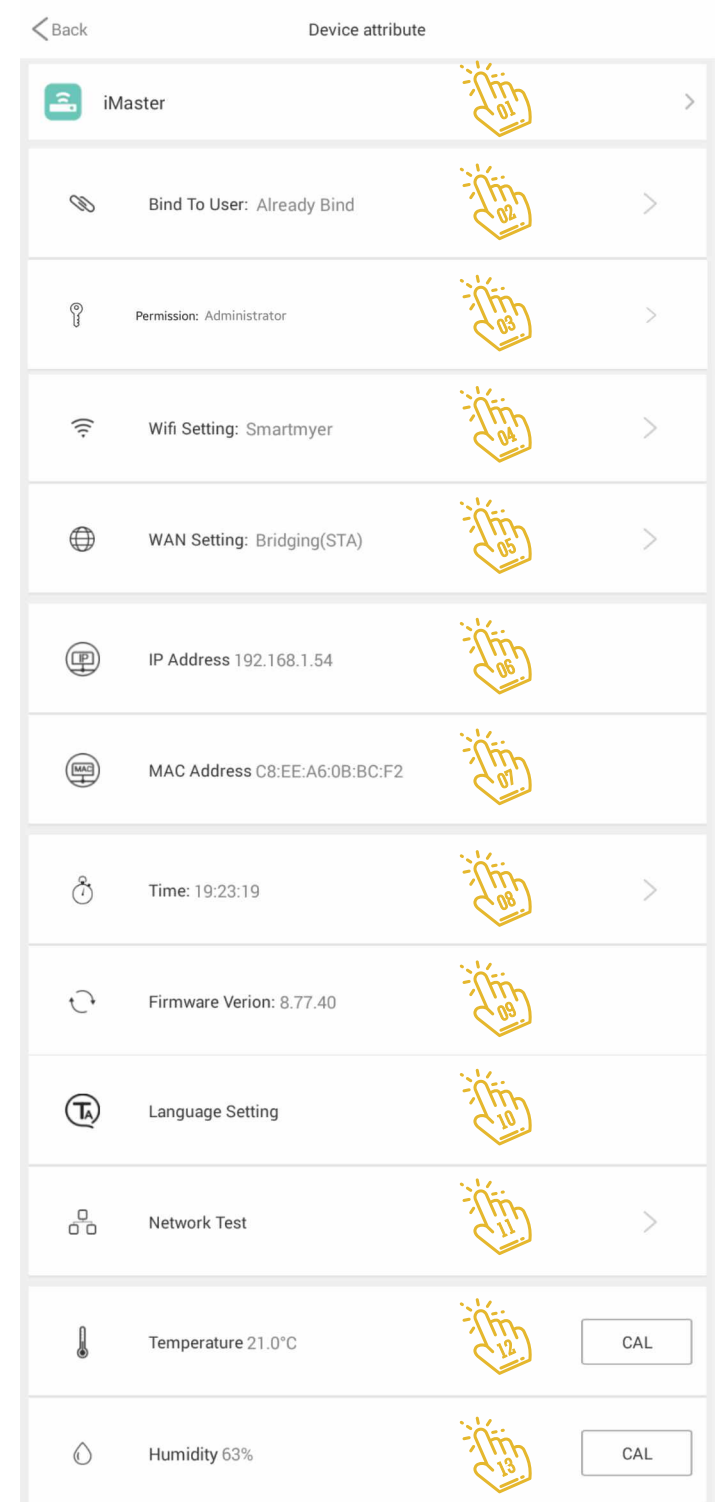 Back Device attribute
iMaster 01
Bind To User: Already Bind 02
Permission: Administrator 03
Wifi Setting: Smartmyer 04
WAN Setting: Bridging(STA) 05
IP IP Address 192.168.1.54 06
MAC MAC Address C8:EE:A6:0B:BC:F2 07
Time: 19:23:19 08
Firmware Verion: 8.77.40 09
TA Language Setting 10
Network Test 11
Temperature 21.0°C 12 CAL
Humidity 63% 13 CAL